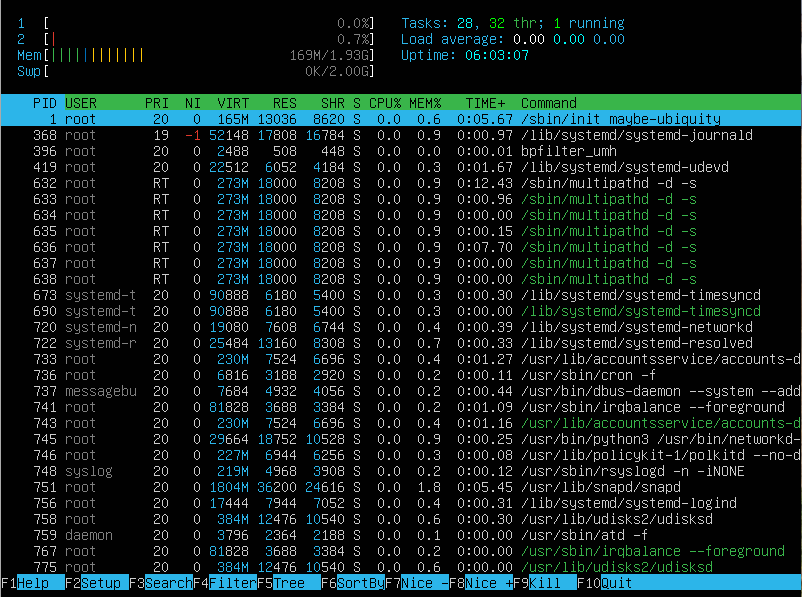 1 [ 0.0%] Tasks: 28, 32 thr; 1 running
2 [| 0.7%] Load average: 0.00 0.00 0.00
Mem[|||||||||||| 169M/1.93G] Uptime: 06:03:07
Swp[ 0K/2.00G]
PID USER PRI NI VIRT RES SHR S CPU% MEM% TIME+ Command
1 root 20 0 165M 13036 8620 S 0.0 0.6 0:05.67 /sbin/init maybe-ubiquity
368 root 19 -1 52148 17808 16784 S 0.0 0.9 0:00.97 /lib/systemd/systemd-journald
396 root 20 0 2488 508 448 S 0.0 0.0 0:00.01 bpfilter_umh
419 root 20 0 22512 6052 4184 S 0.0 0.3 0:01.67 /lib/systemd/systemd-udevd
632 root RT 0 273M 18000 8208 S 0.0 0.9 0:12.43 /sbin/multipathd -d -s
633 root RT 0 273M 18000 8208 S 0.0 0.9 0:00.96 /sbin/multipathd -d -s
634 root RT 0 273M 18000 8208 S 0.0 0.9 0:00.00 /sbin/multipathd -d -s
635 root RT 0 273M 18000 8208 S 0.0 0.9 0:00.15 /sbin/multipathd -d -s
636 root RT 0 273M 18000 8208 S 0.0 0.9 0:07.70 /sbin/multipathd -d -s
637 root RT 0 273M 18000 8208 S 0.0 0.9 0:00.00 /sbin/multipathd -d -s
638 root RT 0 273M 18000 8208 S 0.0 0.9 0:00.00 /sbin/multipathd -d -s
673 systemd-t 20 0 90888 6180 5400 S 0.0 0.3 0:00.30 /lib/systemd/systemd-timesyncd
690 systemd-t 20 0 90888 6180 5400 S 0.0 0.3 0:00.00 /lib/systemd/systemd-timesyncd
720 systemd-n 20 0 19080 7608 6744 S 0.0 0.4 0:00.39 /lib/systemd/systemd-networkd
722 systemd-r 20 0 25484 13160 8308 S 0.0 0.7 0:00.33 /lib/systemd/systemd-resolved
733 root 20 0 230M 7524 6696 S 0.0 0.4 0:01.27 /usr/lib/accountsservice/accounts-d
736 root 20 0 6816 3188 2920 S 0.0 0.2 0:00.11 /usr/sbin/cron -f
737 messagebu 20 0 7684 4932 4056 S 0.0 0.2 0:00.44 /usr/bin/dbus-daemon --system --add
741 root 20 0 81828 3688 3384 S 0.0 0.2 0:01.09 /usr/sbin/irqbalance --foreground
743 root 20 0 230M 7524 6696 S 0.0 0.4 0:01.16 /usr/lib/accountsservice/accounts-d
745 root 20 0 29664 18752 10528 S 0.0 0.9 0:00.25 /usr/bin/python3 /usr/bin/networkd-
746 root 20 0 227M 6944 6256 S 0.0 0.3 0:00.08 /usr/lib/policykit-1/polkitd --no-d
748 syslog 20 0 219M 4968 3908 S 0.0 0.2 0:00.12 /usr/sbin/rsyslogd -n -iNONE
751 root 20 0 1804M 36200 24616 S 0.0 1.8 0:05.45 /usr/lib/snapd/snapd
756 root 20 0 17444 7944 7052 S 0.0 0.4 0:00.31 /lib/systemd/systemd-logind
758 root 20 0 384M 12476 10540 S 0.0 0.6 0:00.30 /usr/lib/udisks2/udisksd
759 daemon 20 0 3796 2364 2188 S 0.0 0.1 0:00.00 /usr/sbin/atd -f
767 root 20 0 81828 3688 3384 S 0.0 0.2 0:00.00 /usr/sbin/irqbalance --foreground
775 root 20 0 384M 12476 10540 S 0.0 0.6 0:00.00 /usr/lib/udisks2/udisksd
F1Help F2Setup F3SearchF4FilterF5Tree F6SortByF7Nice -F8Nice +F9Kill F10Quit